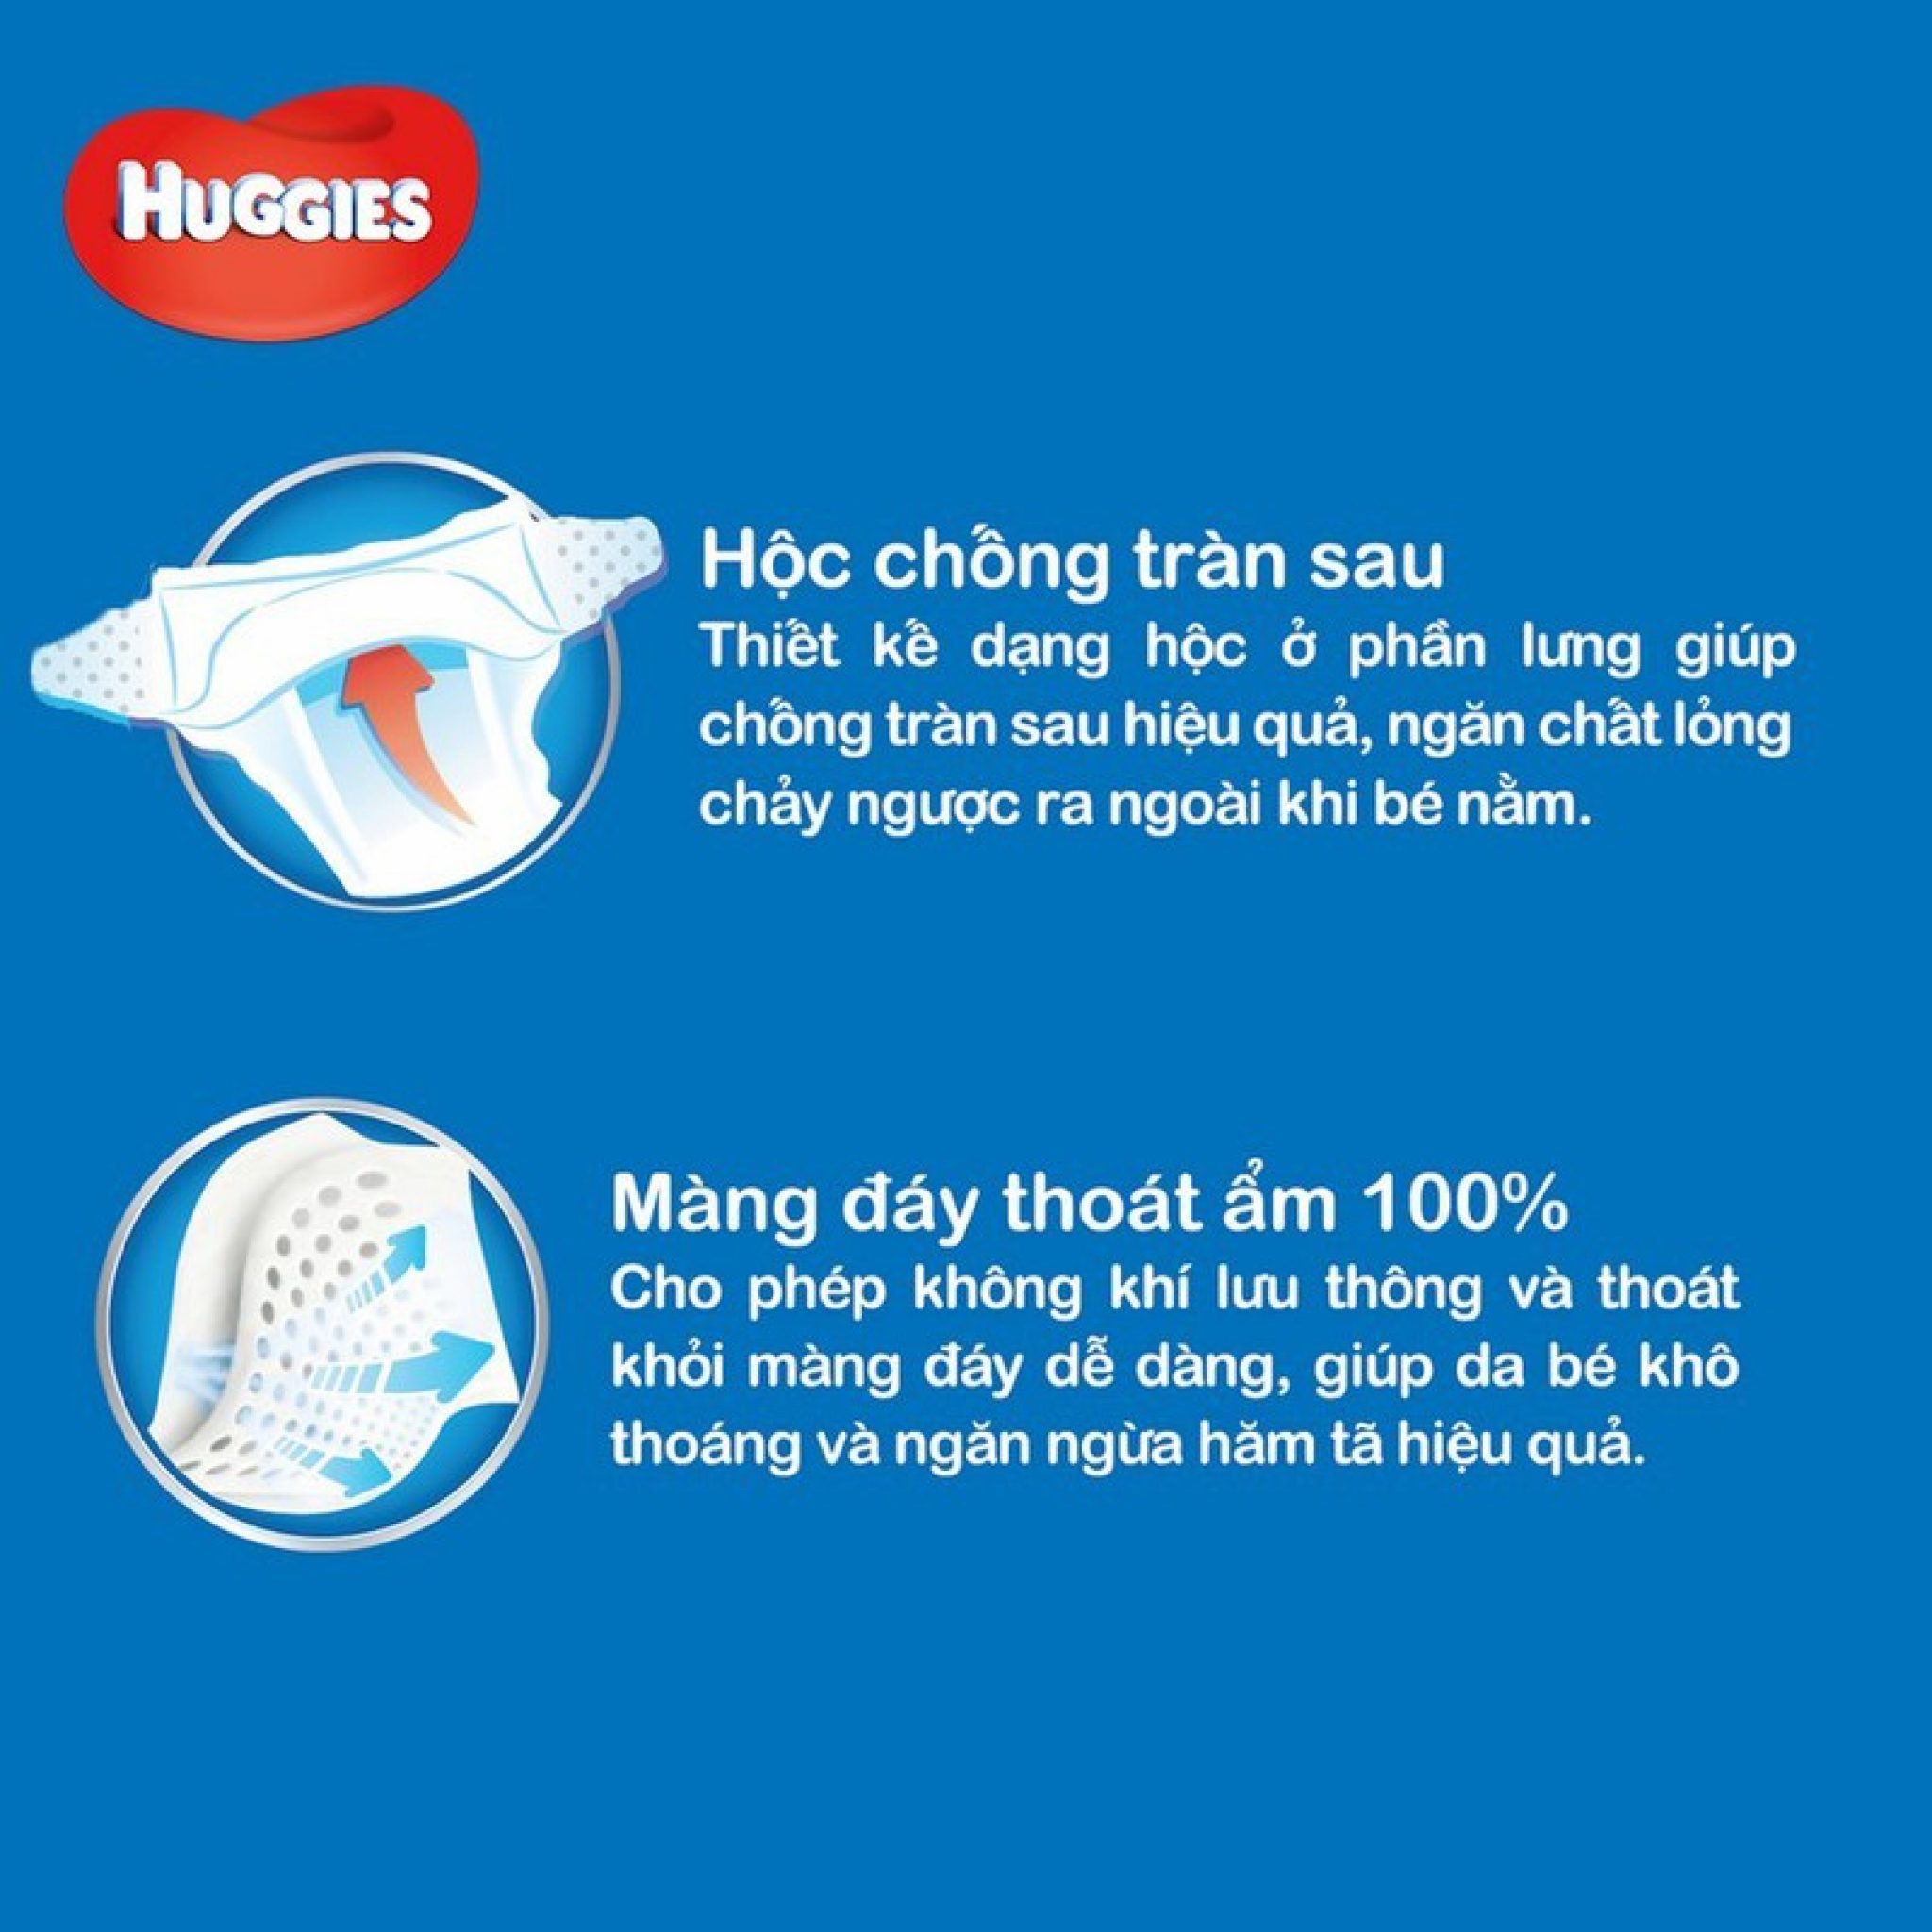 HUGGIES
Hộc chống tràn sau
Thiết kế dạng hộc ở phần lưng giúp
chống tràn sau hiệu quả, ngăn chất lỏng
chảy ngược ra ngoài khi bé nằm.
Màng đáy thoát ẩm 100%
Cho phép không khí lưu thông và thoát
khỏi màng đáy dễ dàng, giúp da bé khô
thoáng và ngăn ngừa hăm tã hiệu quả.